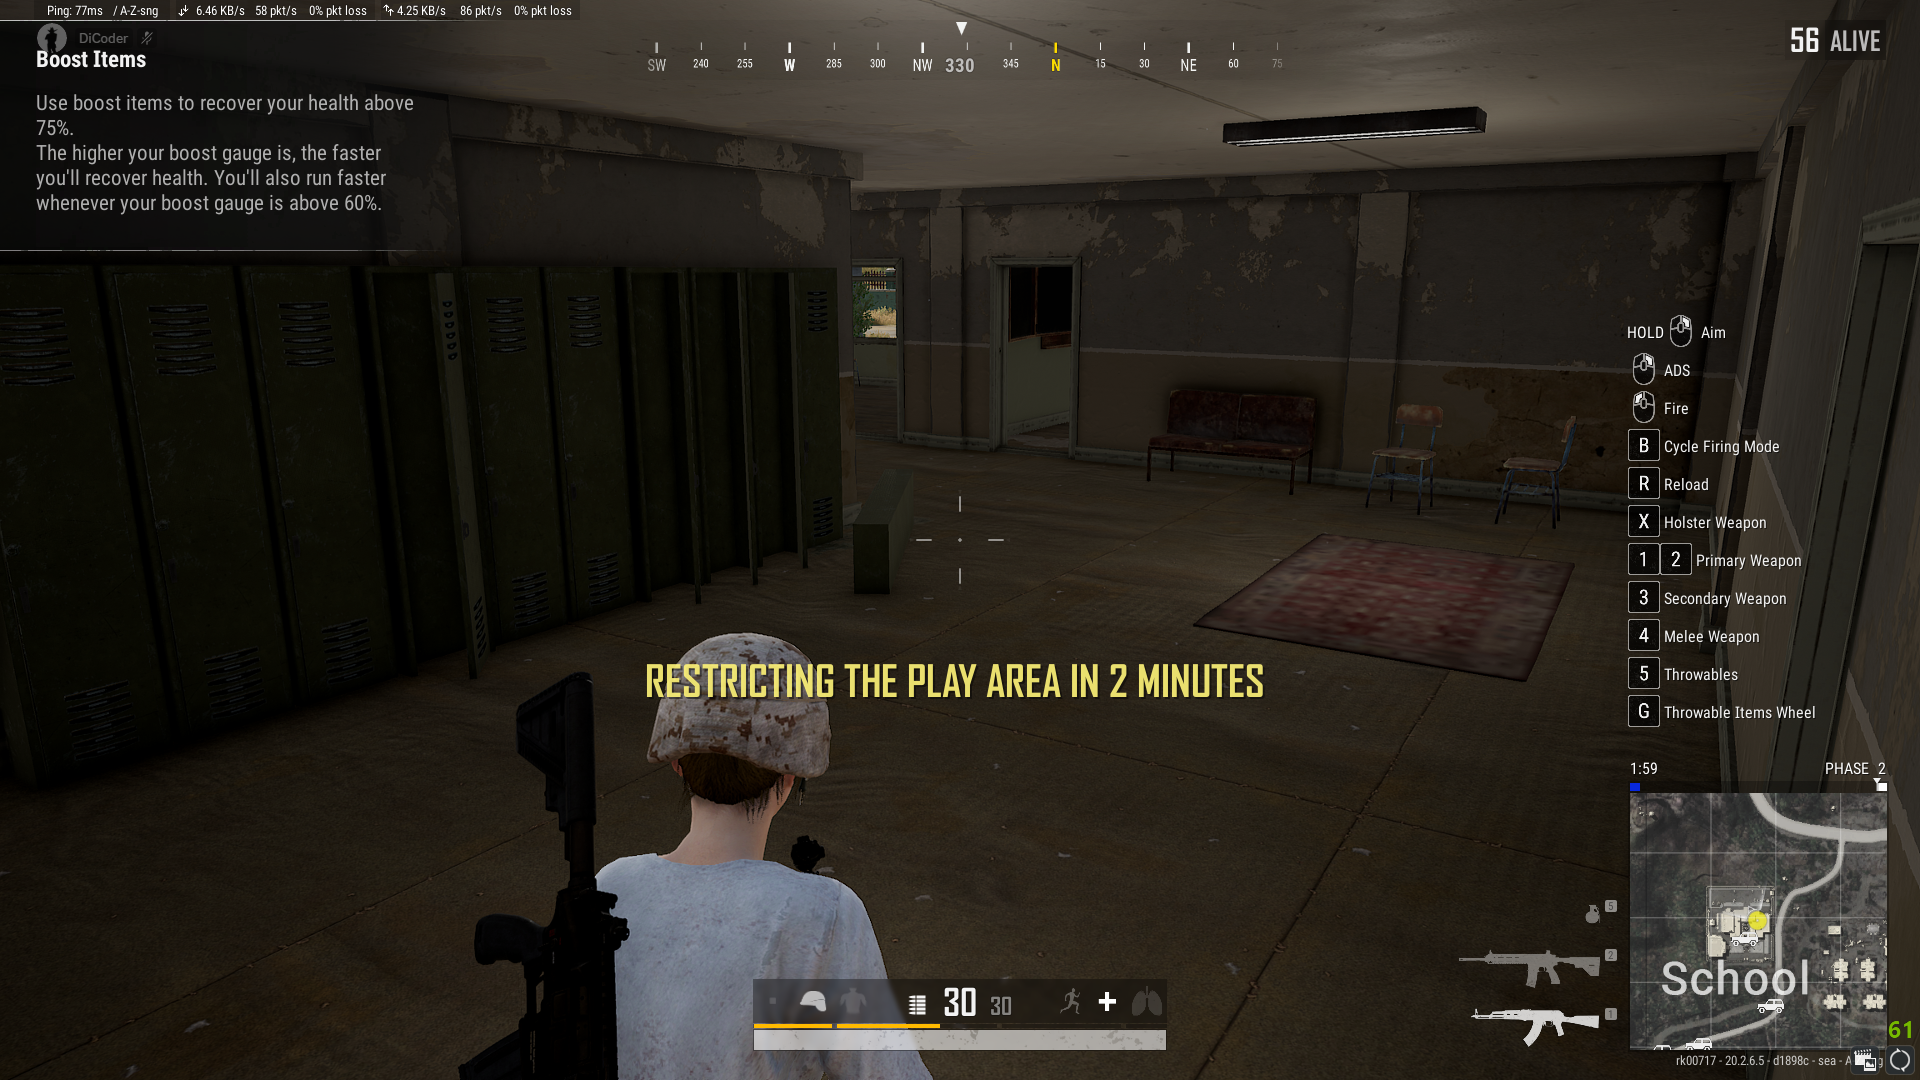 Ping: 77ms / A-Z-sng 6.46 KB/s 58 pkt/s 0% pkt loss 4.25 KB/s 86 pkt/s 0% pkt loss
DiCoder
Boost Items
Use boost items to recover your health above
75%.
The higher your boost gauge is, the faster
you'll recover health. You'll also run faster
whenever your boost gauge is above 60%.
SW 240 255 W 285 300 NW 330 345 N 15 30 NE 60 75
56 ALIVE
HOLD Aim
ADS
Fire
B Cycle Firing Mode
R Reload
X Holster Weapon
1 2 Primary Weapon
3 Secondary Weapon
4 Melee Weapon
5 Throwables
G Throwable Items Wheel
RESTRICTING THE PLAY AREA IN 2 MINUTES
1:59 PHASE 2
School
5
2
1
30 30
61
rk00717 - 20.2.6.5 - d1898c - sea - A